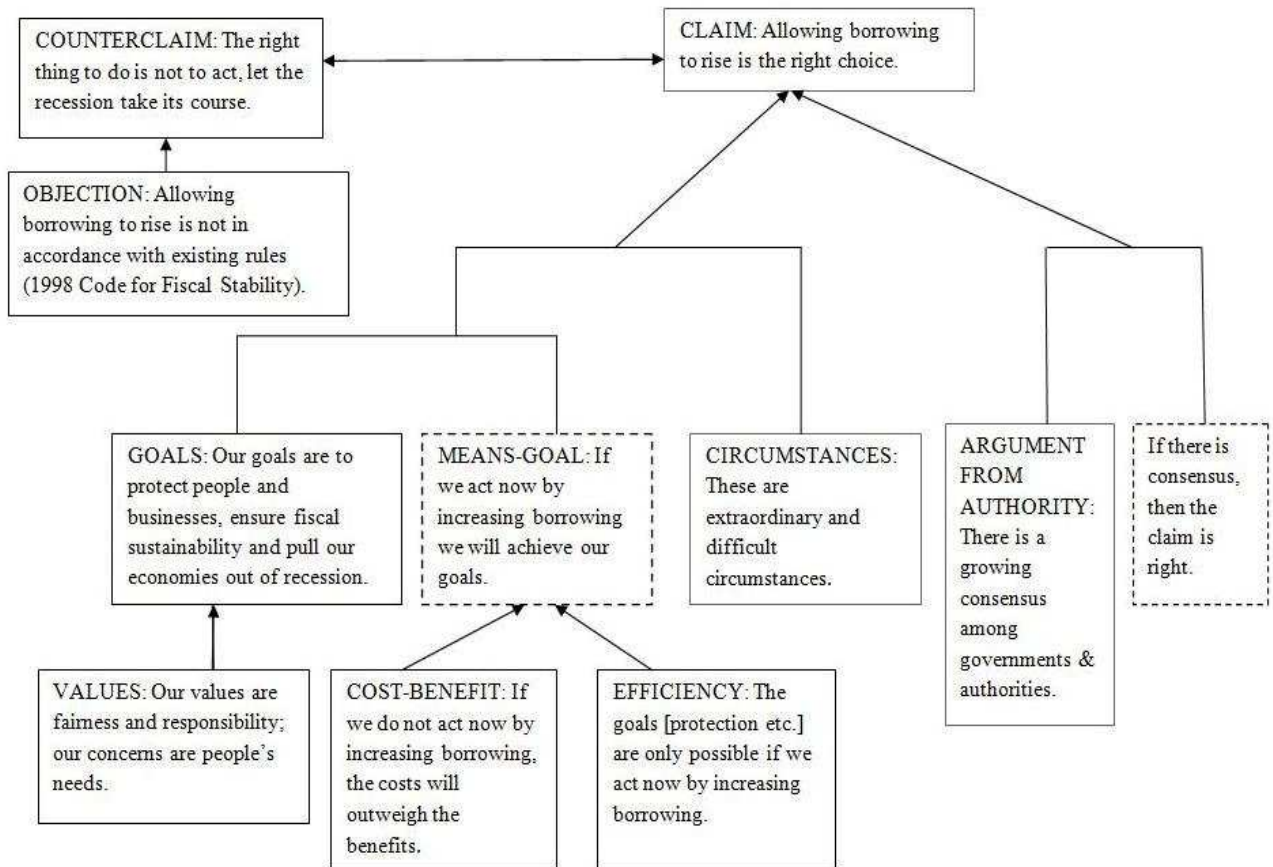 COUNTERCLAIM: The right
thing to do is not to act, let the
recession take its course.
CLAIM: Allowing borrowing
to rise is the right choice.
OBJECTION: Allowing
borrowing to rise is not in
accordance with existing rules
(1998 Code for Fiscal Stability).
GOALS: Our goals are to
protect people and
businesses, ensure fiscal
sustainability and pull our
economies out of recession.
MEANS-GOAL: If
we act now by
increasing borrowing
we will achieve our
goals.
CIRCUMSTANCES:
These are
extraordinary and
difficult
circumstances.
ARGUMENT
FROM
AUTHORITY:
There is a
growing
consensus
among
governments &
authorities.
If there is
consensus,
then the
claim is
right.
VALUES: Our values are
fairness and responsibility;
our concerns are people's
needs.
COST-BENEFIT: If
we do not act now by
increasing borrowing,
the costs will
outweigh the
benefits.
EFFICIENCY: The
goals [protection etc.]
are only possible if we
act now by increasing
borrowing.